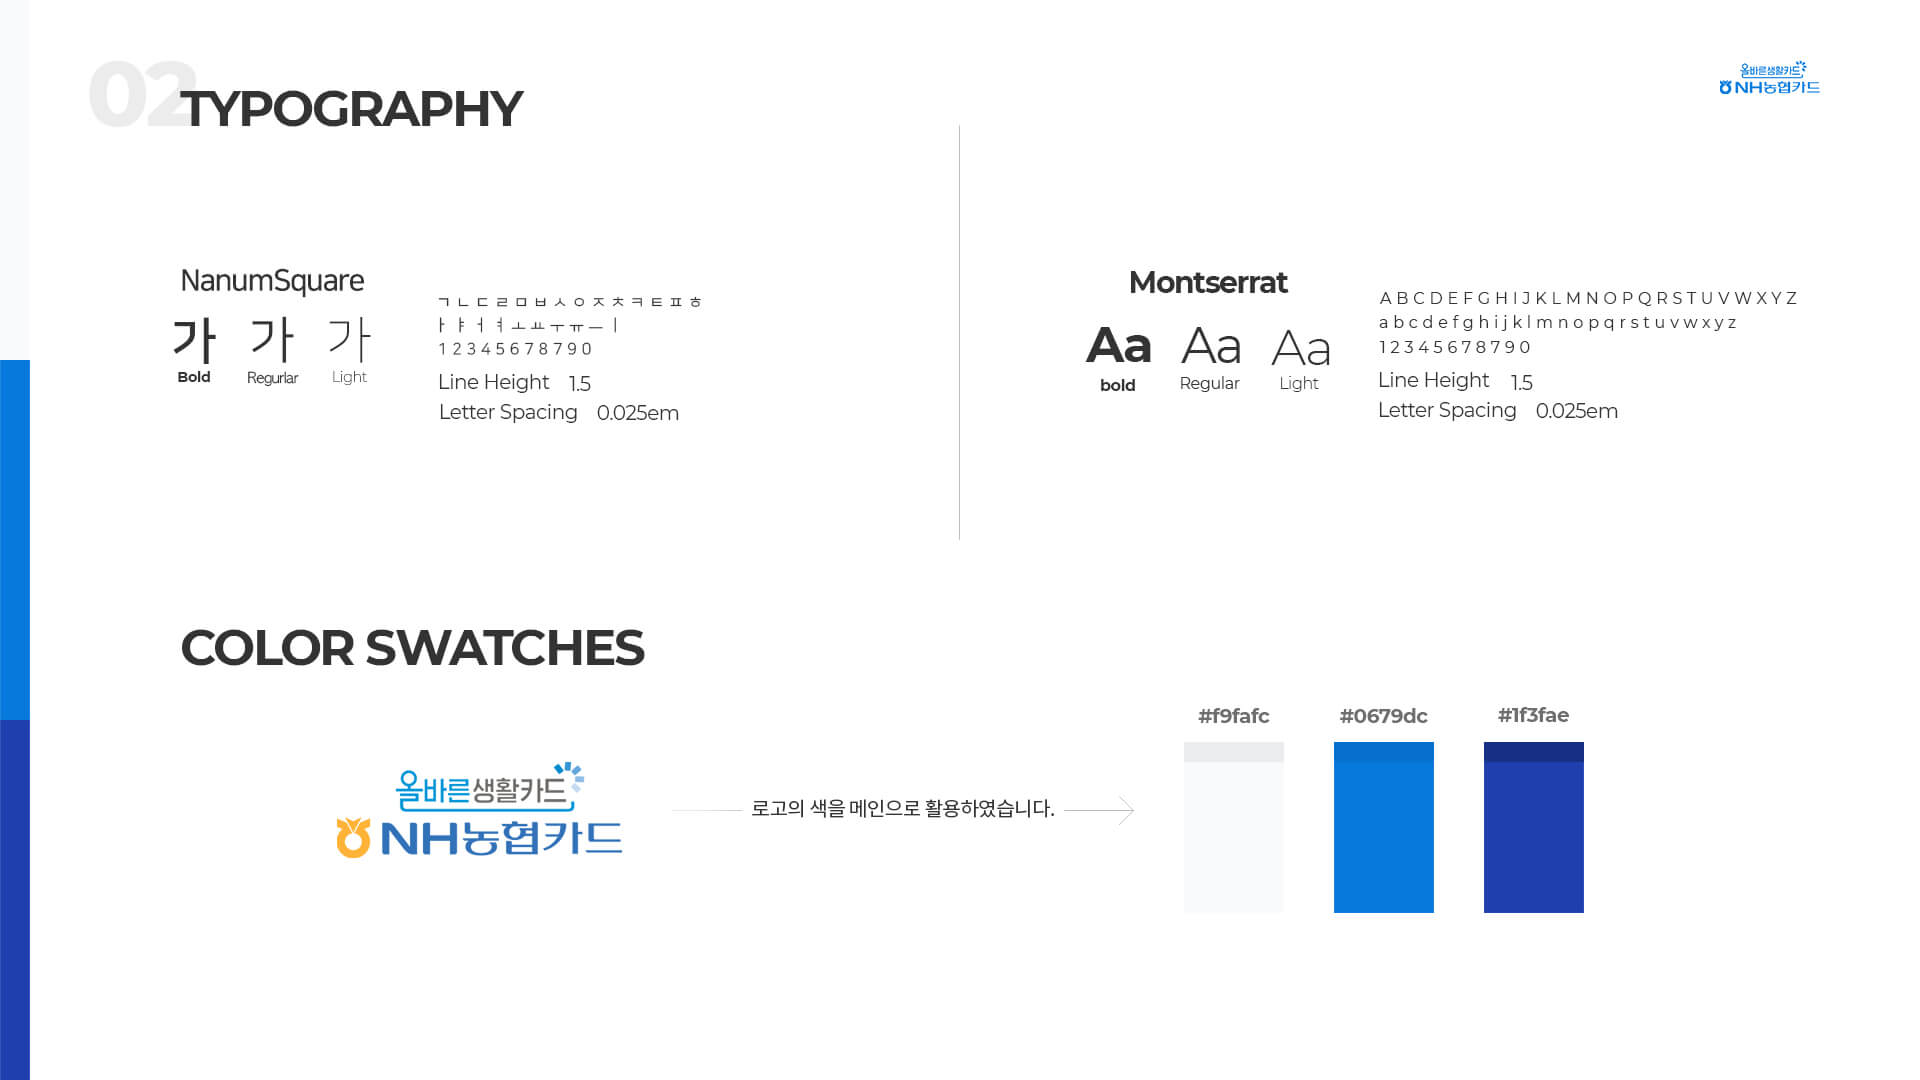 02
TYPOGRAPHY
올바른생활카드
NH농협카드
NanumSquare
가 가 가
Bold Regurlar Light
ㄱ ㄴ ㄷ ㄹ ㅁ ㅂ ㅅ ㅇ ㅈ ㅊ ㅋ ㅌ ㅍ ㅎ
ㅏ ㅑ ㅓ ㅕ ㅗ ㅛ ㅜ ㅠ ㅡ ㅣ
1 2 3 4 5 6 7 8 7 9 0
Line Height 1.5
Letter Spacing 0.025em
Montserrat
Aa Aa Aa
bold Regular Light
A B C D E F G H I J K L M N O P Q R S T U V W X Y Z
a b c d e f g h i j k l m n o p q r s t u v w x y z
1 2 3 4 5 6 7 8 7 9 0
Line Height 1.5
Letter Spacing 0.025em
COLOR SWATCHES
올바른생활카드
NH농협카드
로고의 색을 메인으로 활용하였습니다.
#f9fafc #0679dc #1f3fae